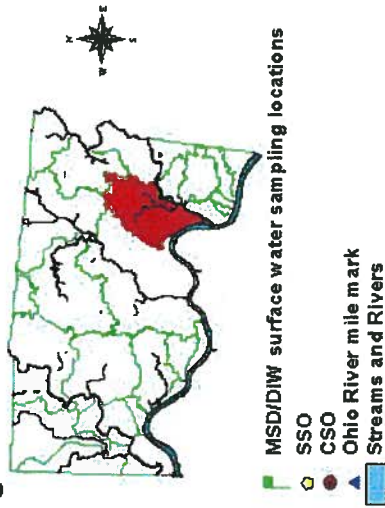 N
W E
S
MSD/DIW surface water sampling locations
SSO
CSO
Ohio River mile mark
Streams and Rivers